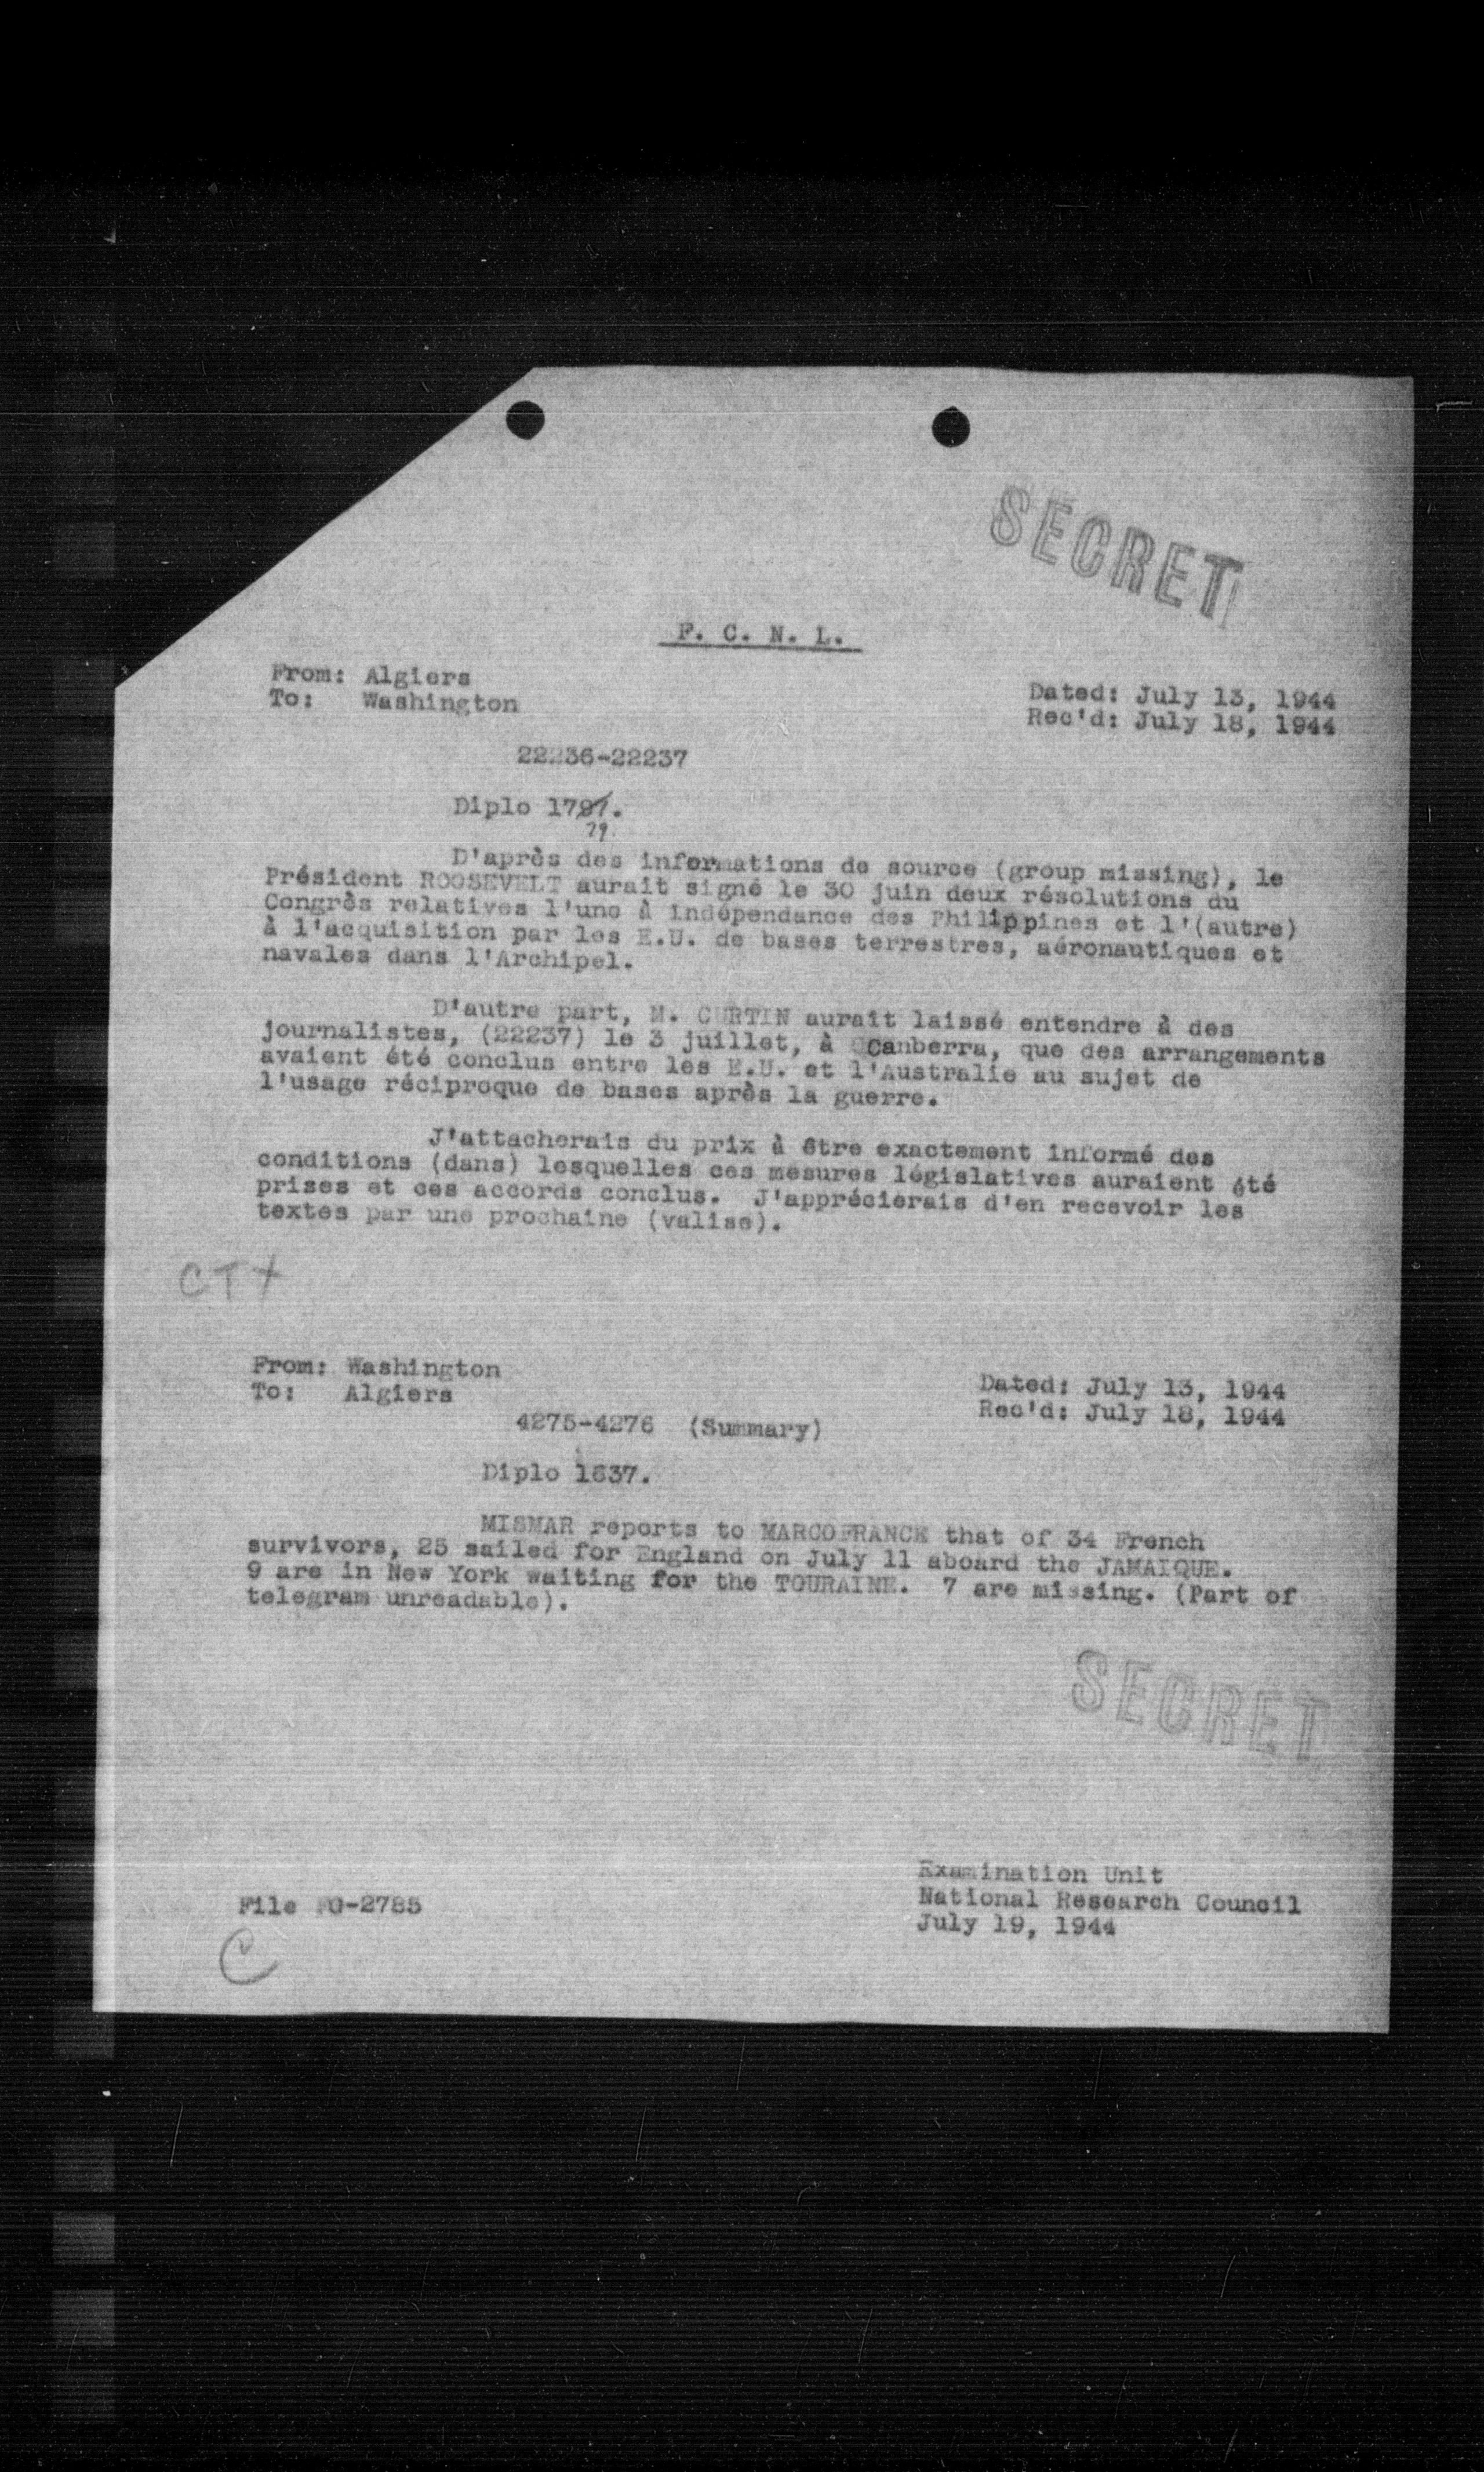 SECRET
F. C. N. L.
From: Algiers
To: Washington
Dated: July 13, 1944
Rec'd: July 18, 1944
22236-22237
Diplo 1797.
79
D'après des informations de source (group missing), le
Président ROOSEVELT aurait signé le 30 juin deux résolutions du
Congrès relatives l'une à indépendance des Philippines et l'(autre)
à l'acquisition par les E.U. de bases terrestres, aéronautiques et
navales dans l'Archipel.
D'autre part, M. CURTIN aurait laissé entendre à des
journalistes, (22237) le 3 juillet, à Canberra, que des arrangements
avaient été conclus entre les E.U. et l'Australie au sujet de
l'usage réciproque de bases après la guerre.
J'attacherais du prix à être exactement informé des
conditions (dans) lesquelles ces mesures législatives auraient été
prises et ces accords conclus. J'apprécierais d'en recevoir les
textes par une prochaine (valise).
CTX
From: Washington
To: Algiers
Dated: July 13, 1944
Rec'd: July 18, 1944
4275-4276 (Summary)
Diplo 1637.
MISMAR reports to MARCOFRANCE that of 34 French
survivors, 25 sailed for England on July 11 aboard the JAMAIQUE.
9 are in New York waiting for the TOURAINE. 7 are missing. (Part of
telegram unreadable).
SECRET
Examination Unit
National Research Council
July 19, 1944
File FG-2785
C